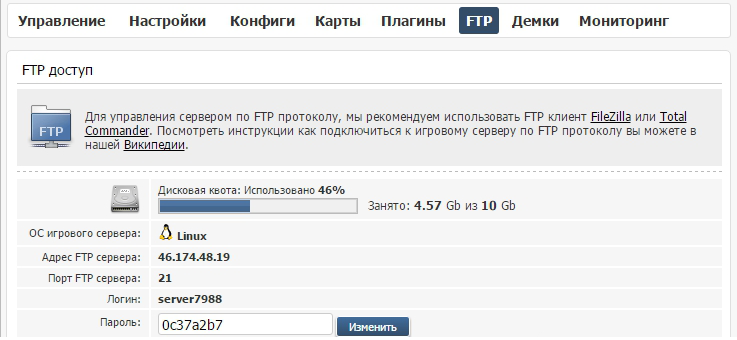 Управление Настройки Конфиги Карты Плагины FTP Демки Мониторинг
FTP доступ
FTP
Для управления сервером по FTP протоколу, мы рекомендуем использовать FTP клиент FileZilla или Total
Commander. Посмотреть инструкции как подключиться к игровому серверу по FTP протоколу вы можете в
нашей Википедии.
Дисковая квота: Использовано 46%
Занято: 4.57 Gb из 10 Gb
ОС игрового сервера: Linux
Адрес FTP сервера: 46.174.48.19
Порт FTP сервера: 21
Логин: server7988
Пароль: 0c37a2b7 Изменить